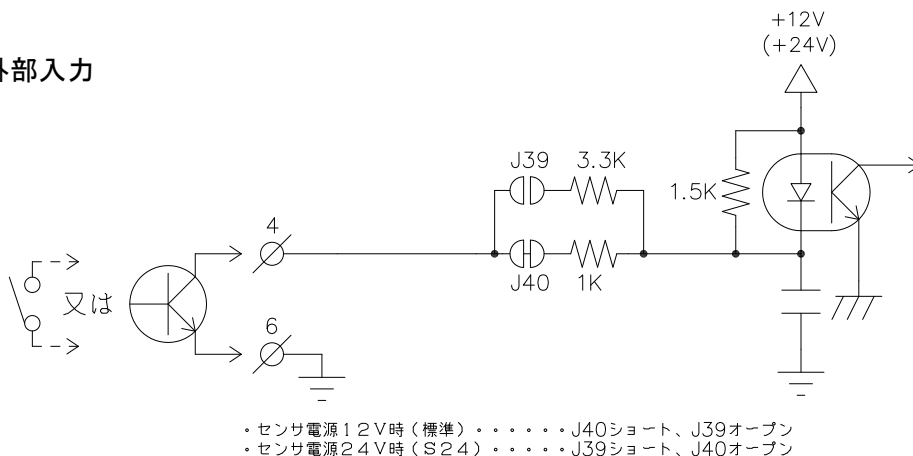 +12V
(+24V)
外部入力
J39 3.3K
1.5K
4
J40 1K
又は
6
・センサ電源12V時(標準)・・・・・・J40ショート、J39オープン
・センサ電源24V時(S24)・・・・・J39ショート、J40オープン